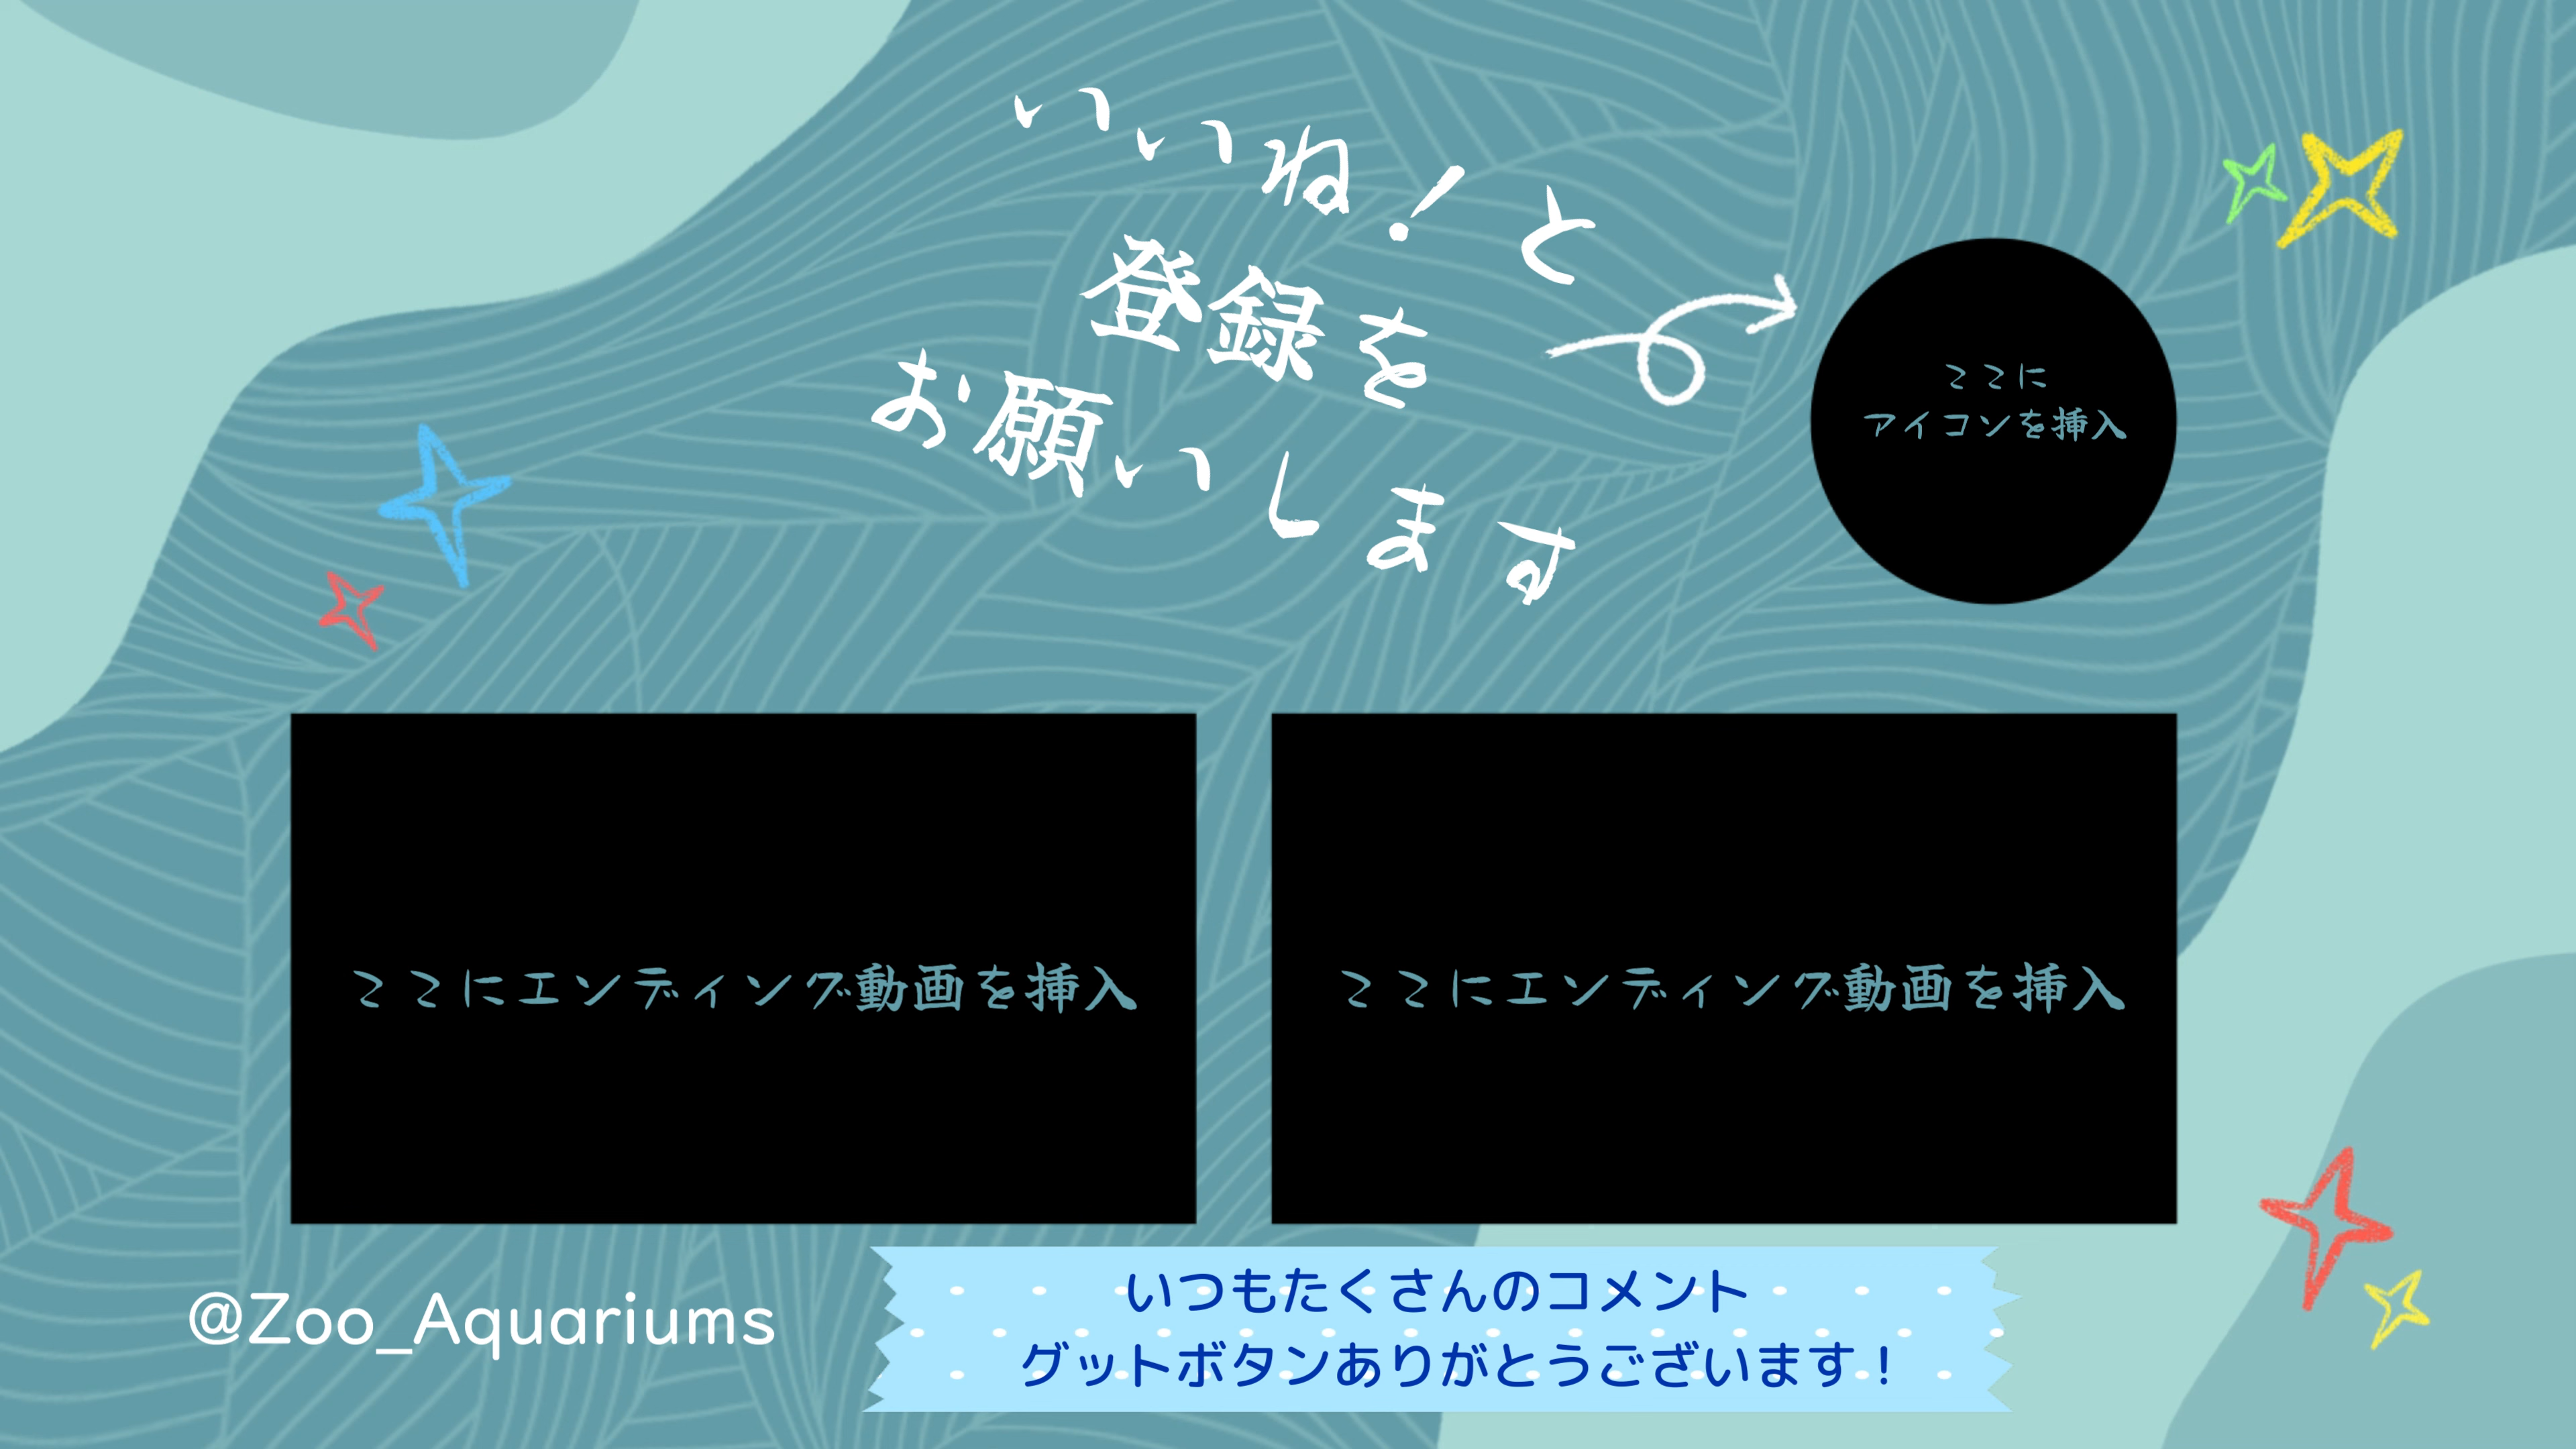 いいね！と
登録を
お願いします
ここに
アイコンを挿入
ここにエンディング動画を挿入
ここにエンディング動画を挿入
@Zoo_Aquariums
いつもたくさんのコメント
グットボタンありがとうございます！